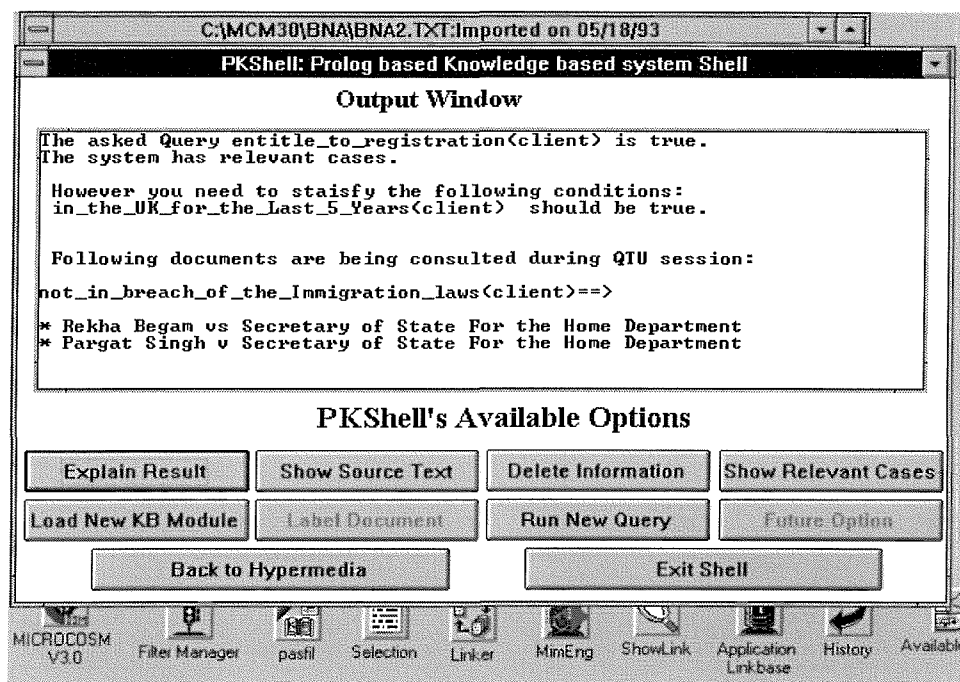 C:\MCM30\BNA\BNA2.TXT:Imported on 05/18/93
PKShell: Prolog based Knowledge based system Shell
Output Window
The asked Query entitle_to_registration(client) is true.
The system has relevant cases.
However you need to staisfy the following conditions:
in_the_UK_for_the_Last_5_Years(client) should be true.
Following documents are being consulted during QTU session:
not_in_breach_of_the_Immigration_laws(client)==>
* Rekha Begam vs Secretary of State For the Home Department
* Pargat Singh v Secretary of State For the Home Department
PKShell's Available Options
Explain Result Show Source Text Delete Information Show Relevant Cases
Load New KB Module Label Document Run New Query Future Option
Back to Hypermedia Exit Shell
MICROCOSM V3.0 Filter Manager pasfil Selection Linker MimEng ShowLink Application Linkbase History Available